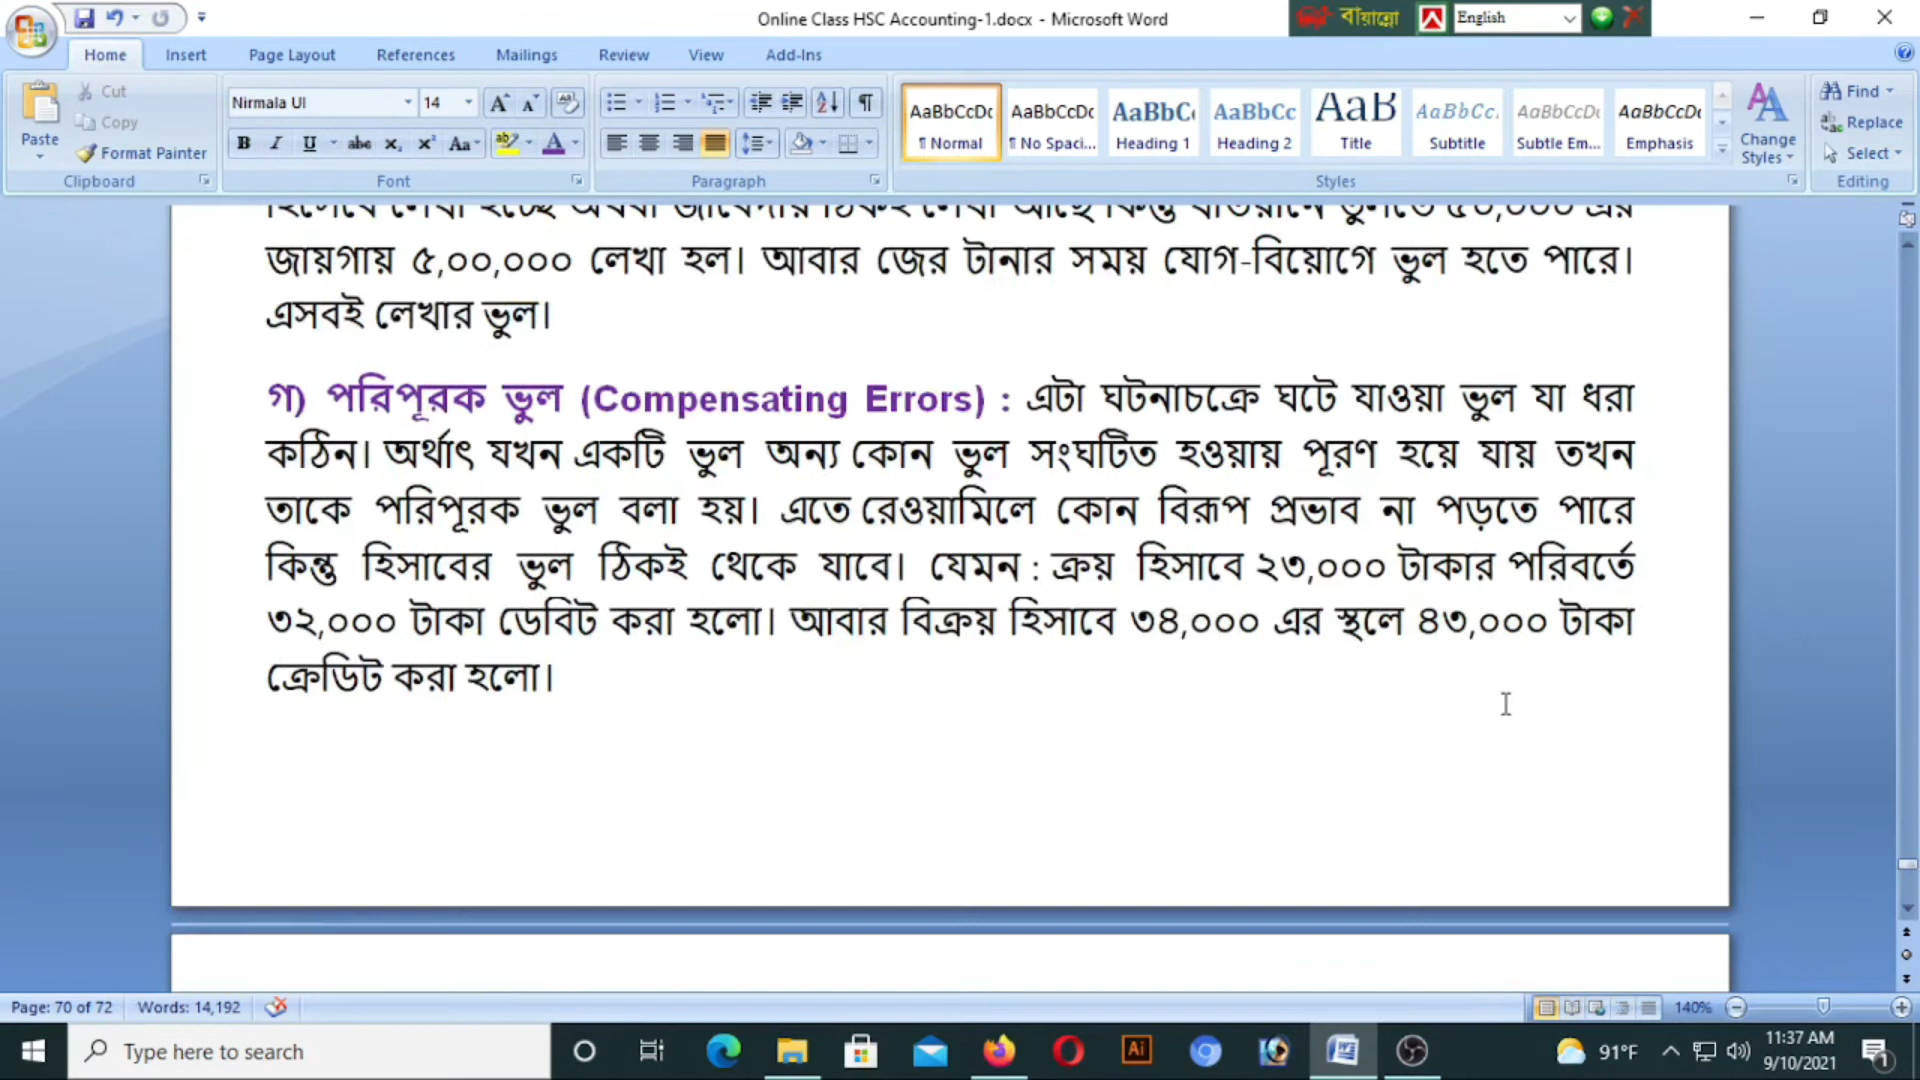 Online Class HSC Accounting-1.docx - Microsoft Word
বায়ান্নো
English
Home Insert Page Layout References Mailings Review View Add-Ins
Paste
Cut
Copy
Format Painter
Clipboard
Nirmala UI 14
Font
Paragraph
AaBbCcDc AaBbCcDc AaBbC AaBbCc AaB AaBbCc. AaBbCcDc AaBbCcDc
¶ Normal ¶ No Spaci... Heading 1 Heading 2 Title Subtitle Subtle Em... Emphasis
Change Styles
Styles
Find
Replace
Select
Editing
জায়গায় ৫,০০,০০০ লেখা হল। আবার জের টানার সময় যোগ-বিয়োগে ভুল হতে পারে।
এসবই লেখার ভুল।
গ) পরিপূরক ভুল (Compensating Errors) : এটা ঘটনাচক্রে ঘটে যাওয়া ভুল যা ধরা
কঠিন। অর্থাৎ যখন একটি ভুল অন্য কোন ভুল সংঘটিত হওয়ায় পূরণ হয়ে যায় তখন
তাকে পরিপূরক ভুল বলা হয়। এতে রেওয়ামিলে কোন বিরূপ প্রভাব না পড়তে পারে
কিন্তু হিসাবের ভুল ঠিকই থেকে যাবে। যেমন : ক্রয় হিসাবে ২৩,০০০ টাকার পরিবর্তে
৩২,০০০ টাকা ডেবিট করা হলো। আবার বিক্রয় হিসাবে ৩৪,০০০ এর স্থলে ৪৩,০০০ টাকা
ক্রেডিট করা হলো।
Page: 70 of 72 Words: 14,192 140%
Type here to search
91°F
11:37 AM
9/10/2021